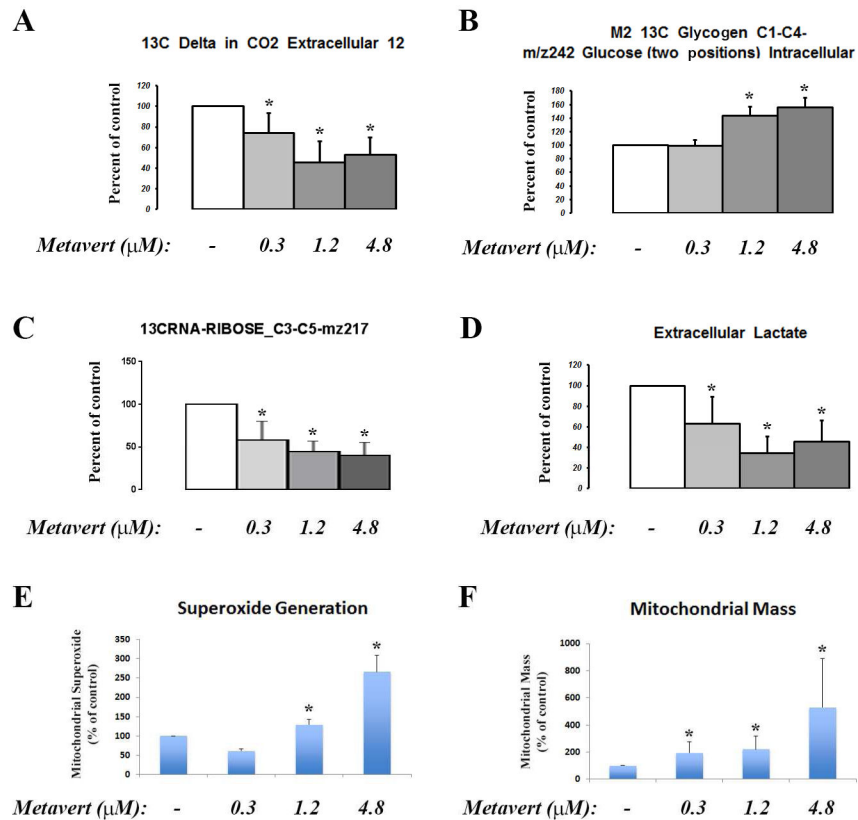 A
13C Delta in CO2 Extracellular 12
Percent of control
120
100
80
60
40
20
0
*
*
*
Metavert (μM): - 0.3 1.2 4.8
B
M2 13C Glycogen C1-C4-
m/z242 Glucose (two positions) Intracellular
Percent of control
200
180
160
140
120
100
80
60
40
20
0
*
*
Metavert (μM): - 0.3 1.2 4.8
C
13CRNA-RIBOSE_C3-C5-mz217
Percent of control
150
100
50
0
*
*
*
Metavert (μM): - 0.3 1.2 4.8
D
Extracellular Lactate
Percent of control
120
100
80
60
40
20
0
*
*
*
Metavert (μM): - 0.3 1.2 4.8
E
Superoxide Generation
Mitochondrial Superoxide
(% of control)
350
300
250
200
150
100
50
0
*
*
Metavert (μM): - 0.3 1.2 4.8
F
Mitochondrial Mass
Mitochondrial Mass
(% of control)
1000
800
600
400
200
0
*
*
*
Metavert (μM): - 0.3 1.2 4.8